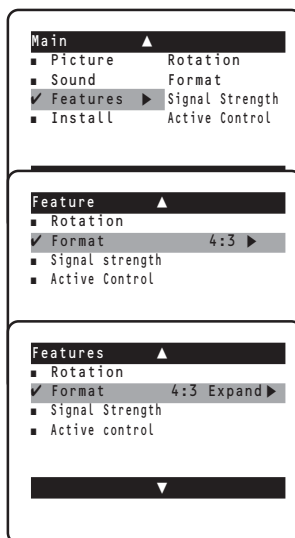 Main ▲
■ Picture Rotation
■ Sound Format
✔ Features ▶ Signal Strength
■ Install Active Control
Feature ▲
■ Rotation
✔ Format 4:3 ▶
■ Signal strength
■ Active Control
Features ▲
■ Rotation
✔ Format 4:3 Expand ▶
■ Signal Strength
■ Active control
▼